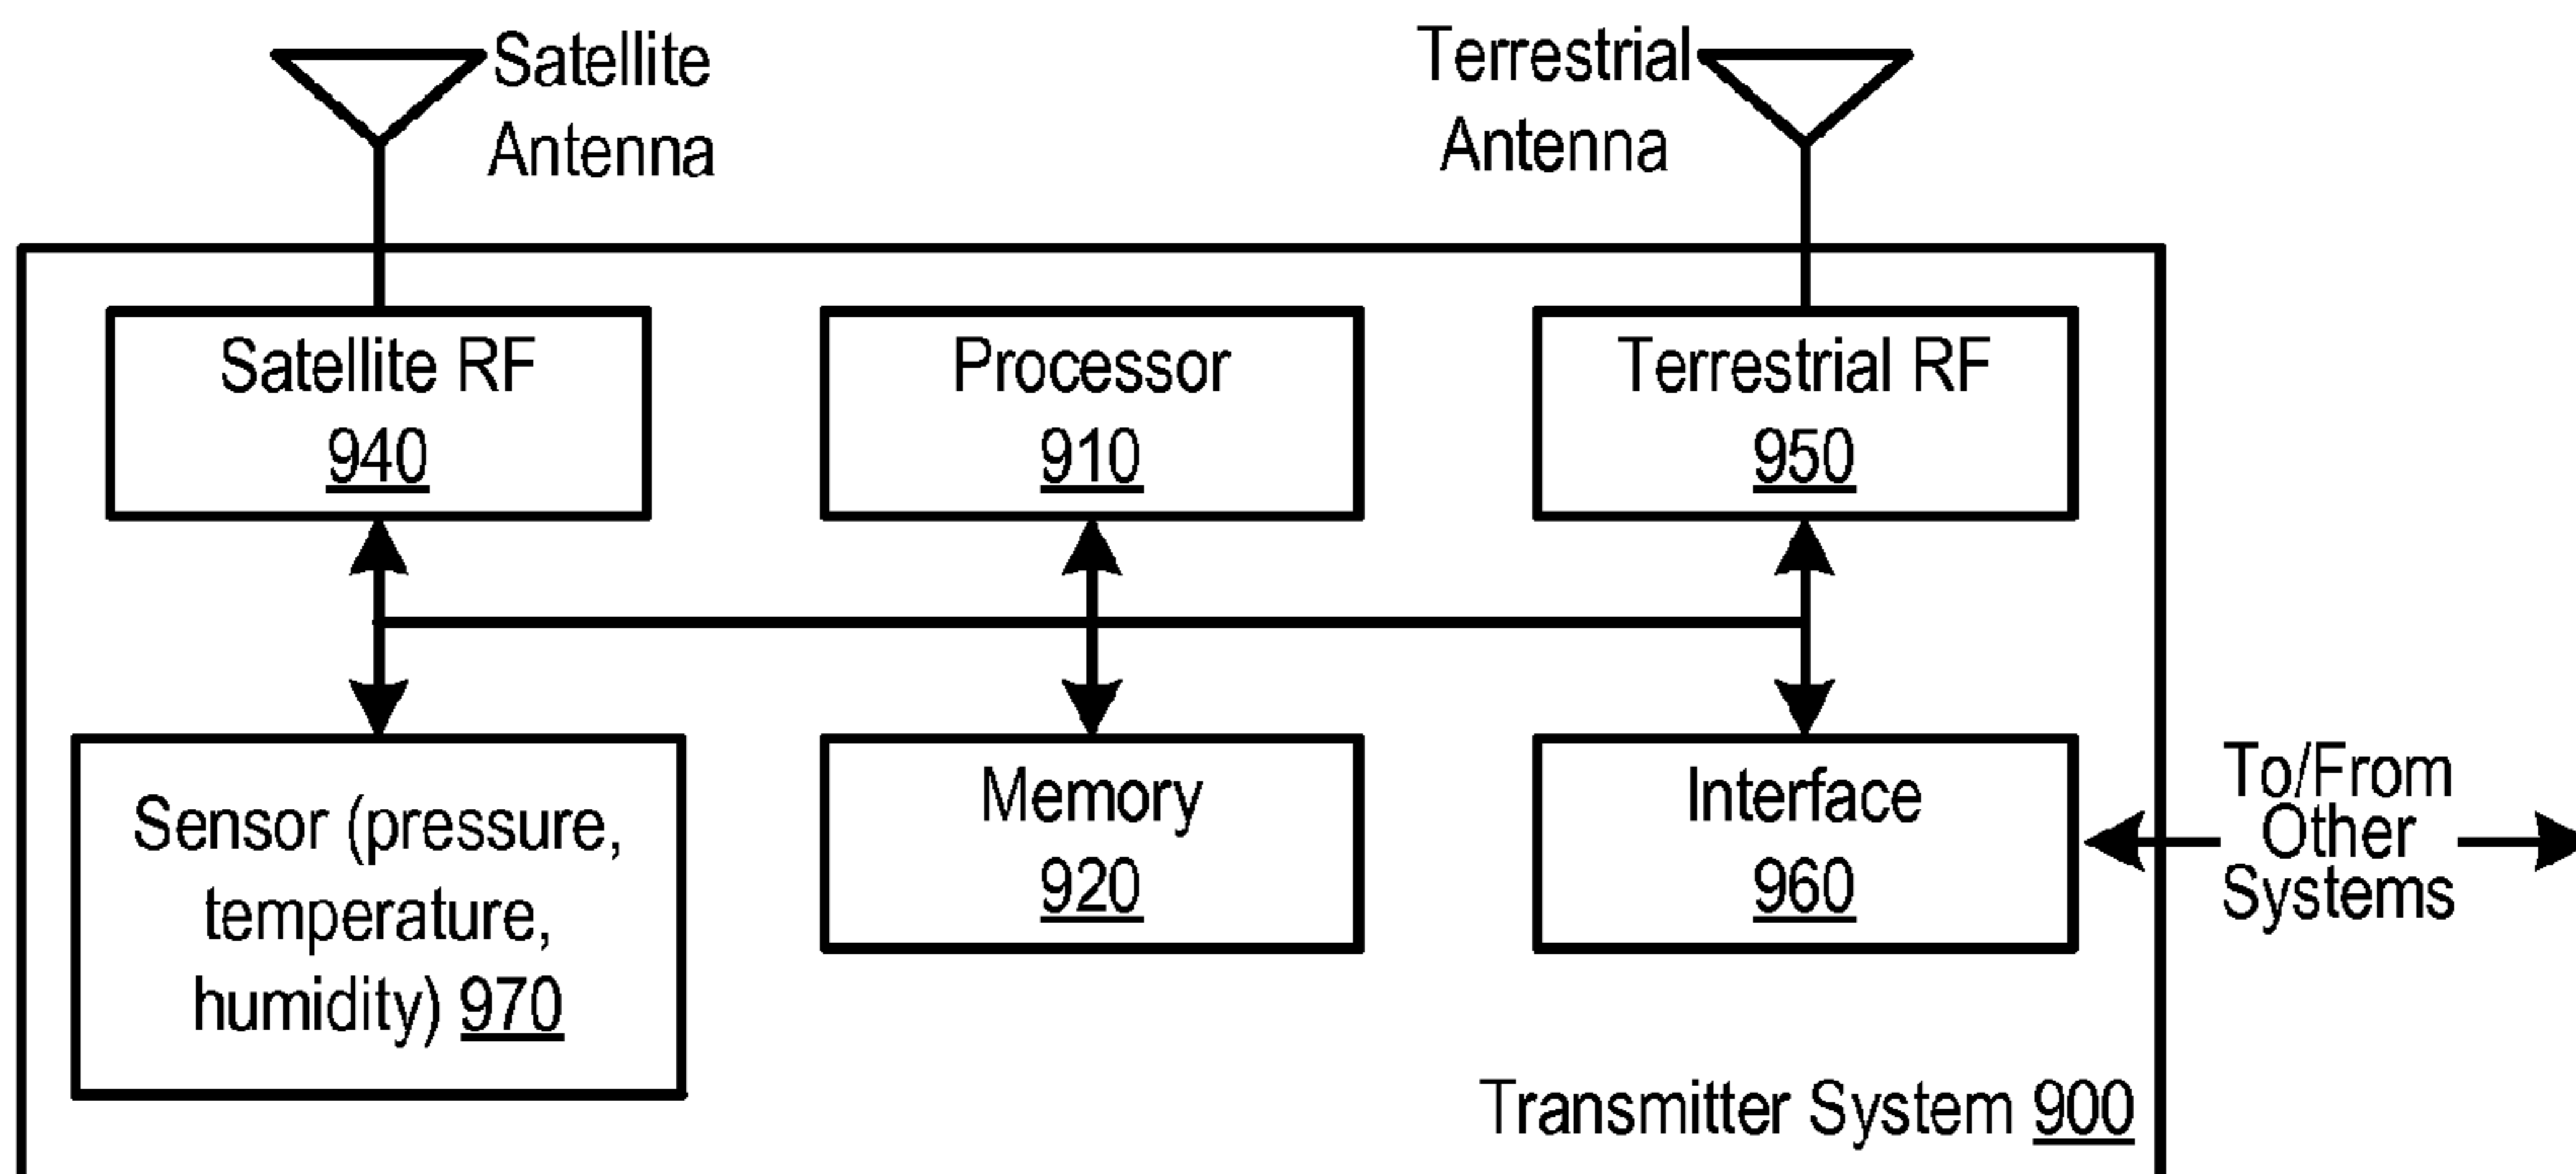 Satellite
Antenna
Terrestrial
Antenna
Satellite RF
940
Processor
910
Terrestrial RF
950
Sensor (pressure,
temperature,
humidity) 970
Memory
920
Interface
960
To/From
Other
Systems
Transmitter System 900